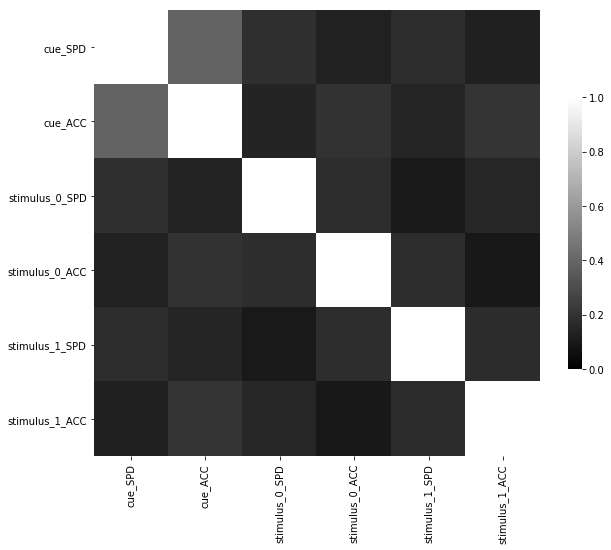 cue_SPD
cue_ACC
stimulus_0_SPD
stimulus_0_ACC
stimulus_1_SPD
stimulus_1_ACC
cue_SPD
cue_ACC
stimulus_0_SPD
stimulus_0_ACC
stimulus_1_SPD
stimulus_1_ACC
1.0
0.8
0.6
0.4
0.2
0.0